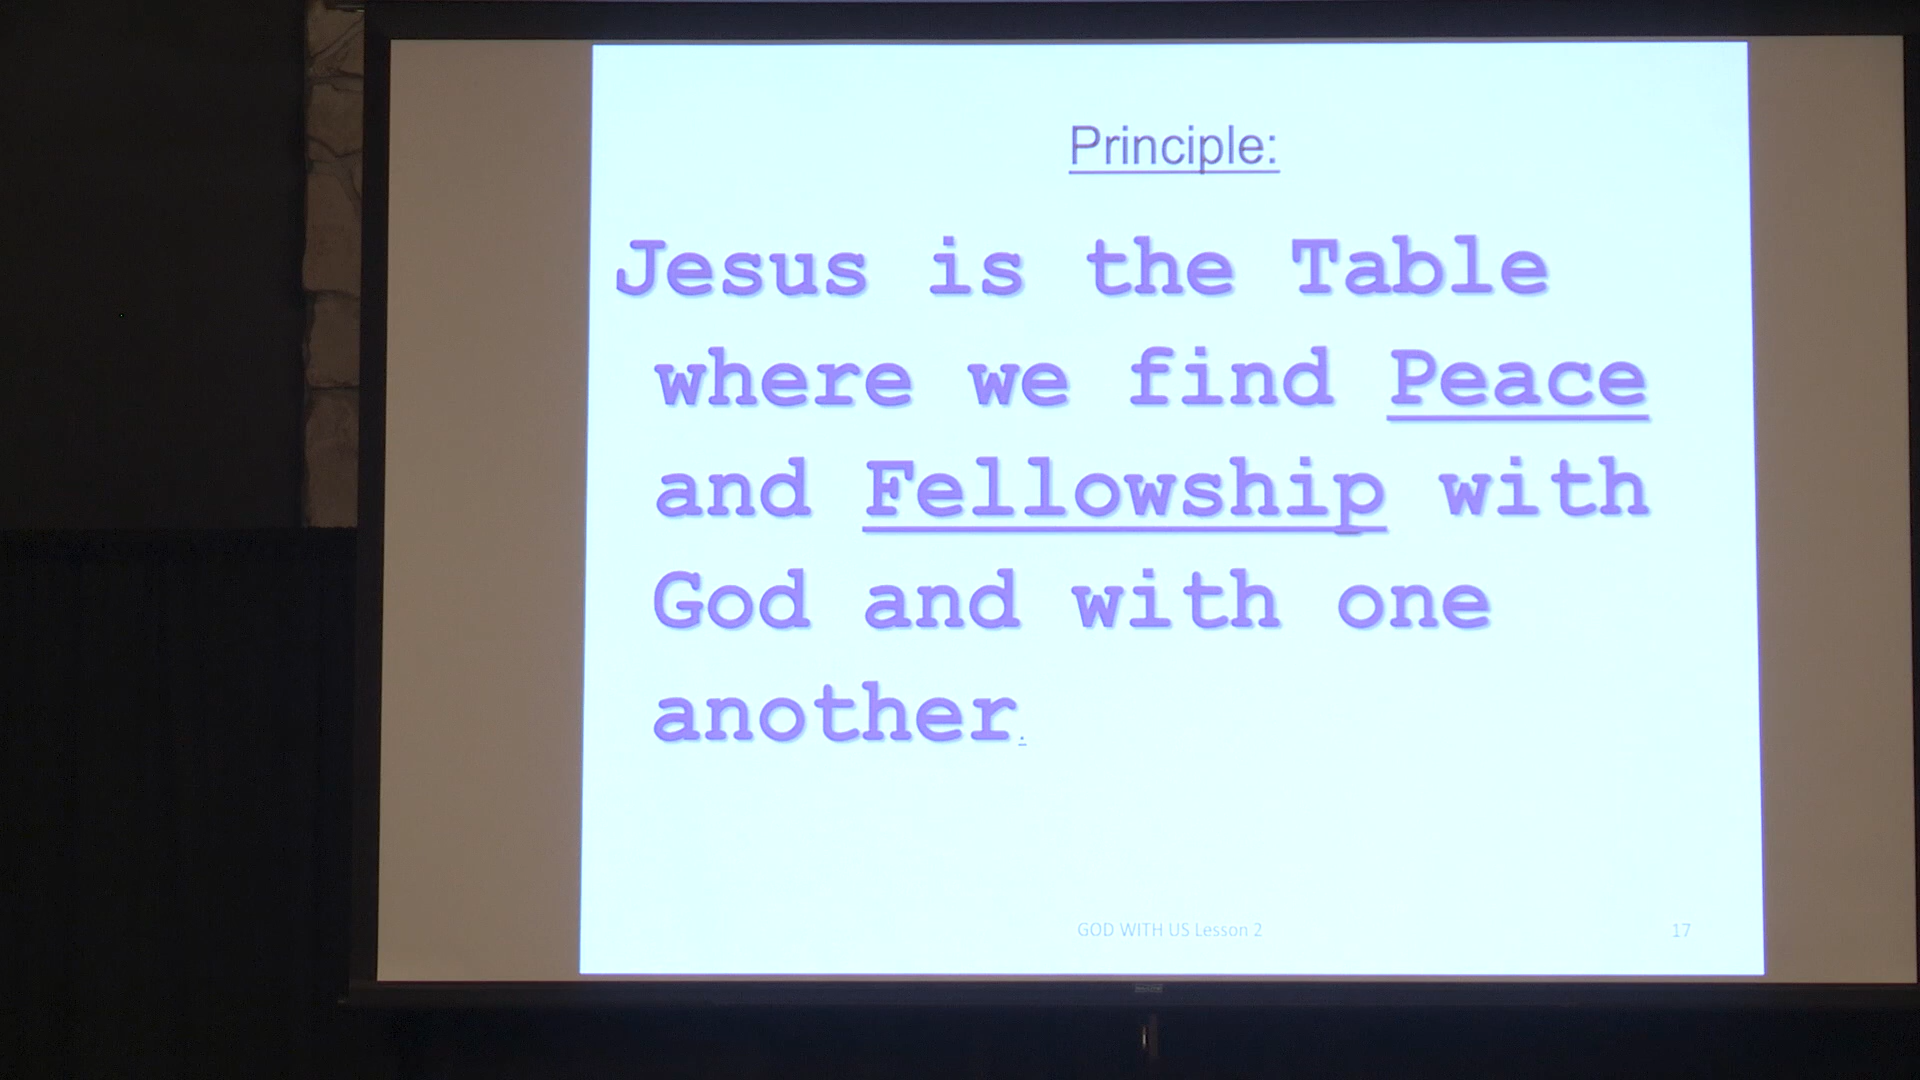 Principle:
Jesus is the Table
where we find Peace
and Fellowship with
God and with one
another.
GOD WITH US Lesson 2
17